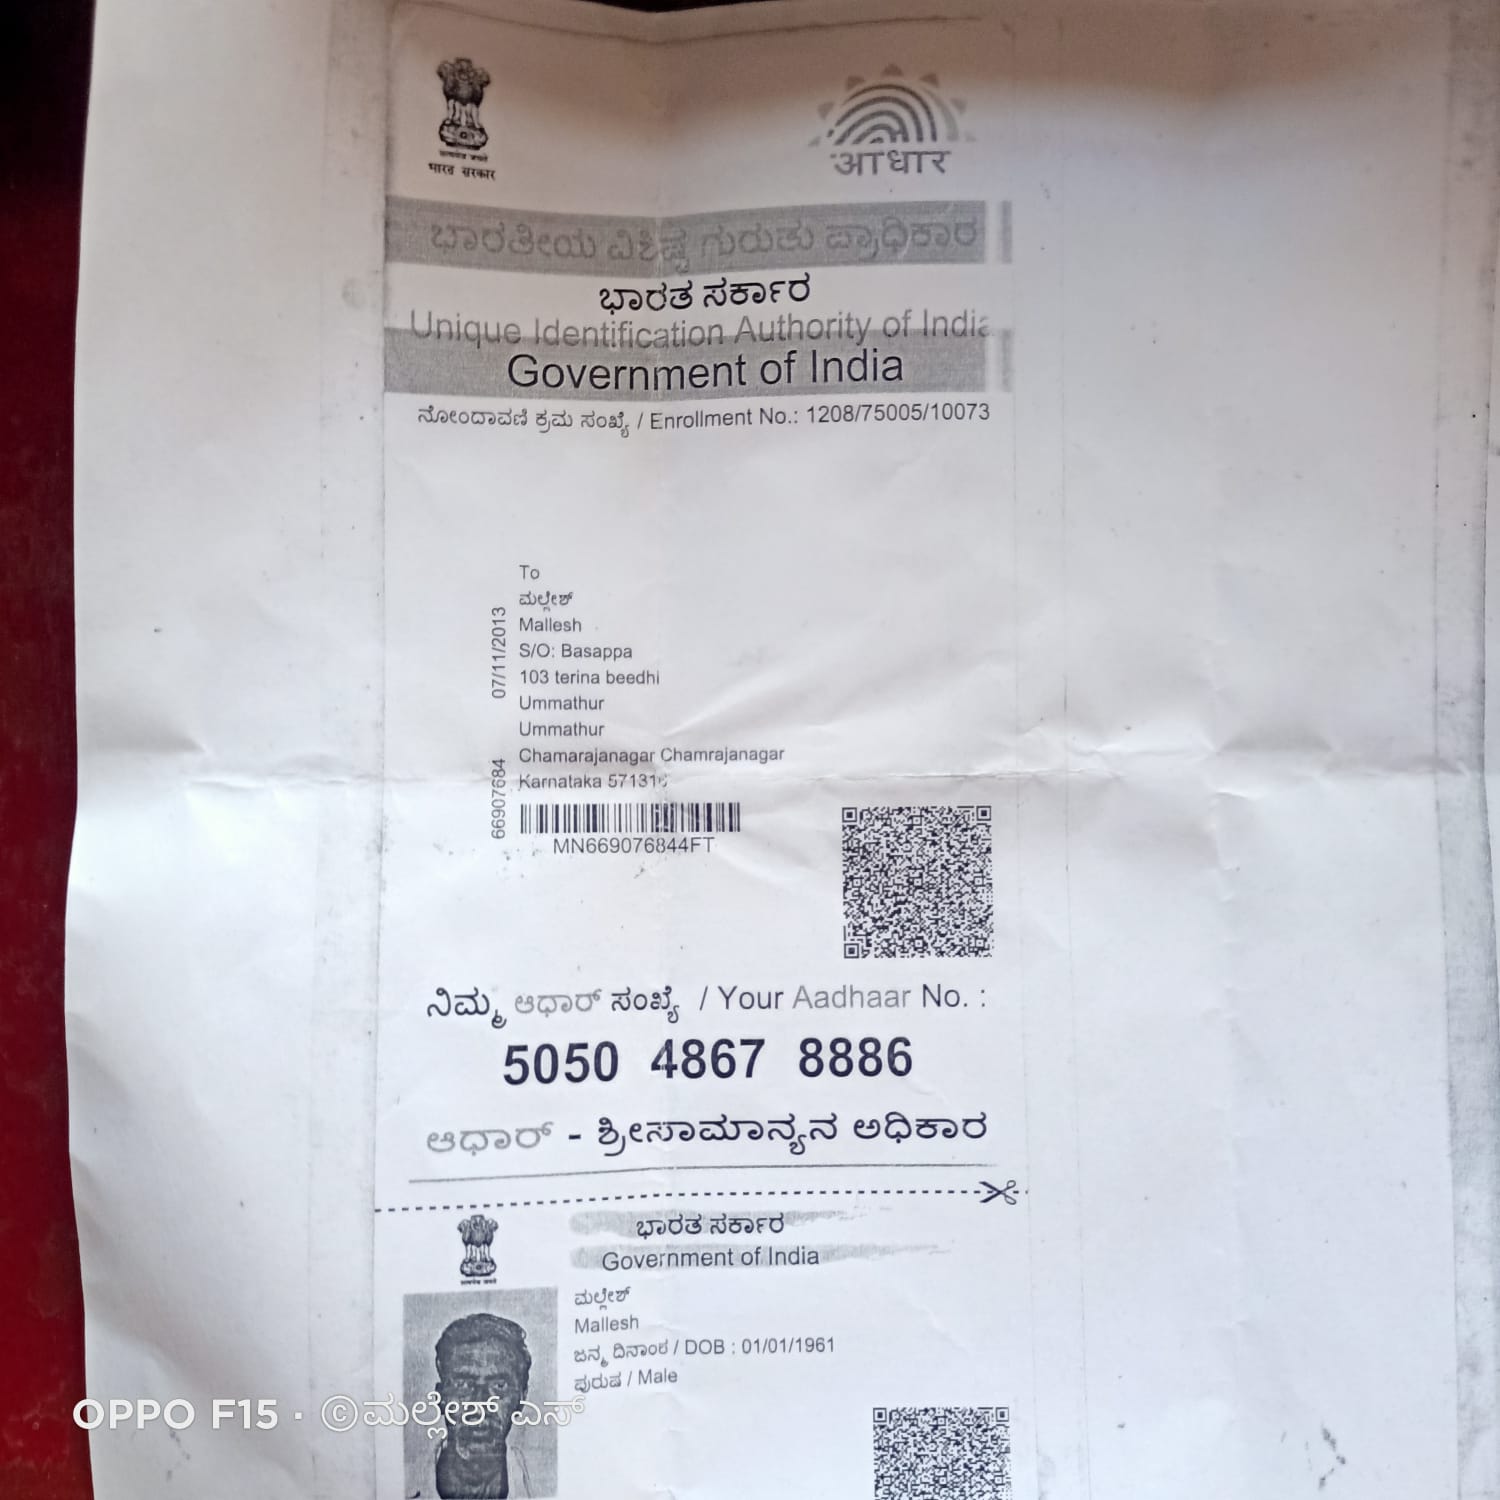 भारत सरकार
आधार
ಭಾರತೀಯ ವಿಶಿಷ್ಟ ಗುರುತು ಪ್ರಾಧಿಕಾರ
ಭಾರತ ಸರ್ಕಾರ
Unique Identification Authority of India
Government of India
ನೋಂದಾವಣಿ ಕ್ರಮ ಸಂಖ್ಯೆ / Enrollment No.: 1208/75005/10073
To
ಮಲ್ಲೇಶ್
Mallesh
S/O: Basappa
103 terina beedhi
Ummathur
Ummathur
Chamarajanagar Chamrajanagar
Karnataka
07/11/2013
66907684
MN669076844FT
ನಿಮ್ಮ ಆಧಾರ್ ಸಂಖ್ಯೆ / Your Aadhaar No. :
5050 4867 8886
ಆಧಾರ್ - ಶ್ರೀಸಾಮಾನ್ಯನ ಅಧಿಕಾರ
ಭಾರತ ಸರ್ಕಾರ
Government of India
ಮಲ್ಲೇಶ್
Mallesh
ಜನ್ಮ ದಿನಾಂಕ / DOB : 01/01/1961
ಪುರುಷ / Male
OPPO F15 · ©ಮಲ್ಲೇಶ್ ಎಸ್